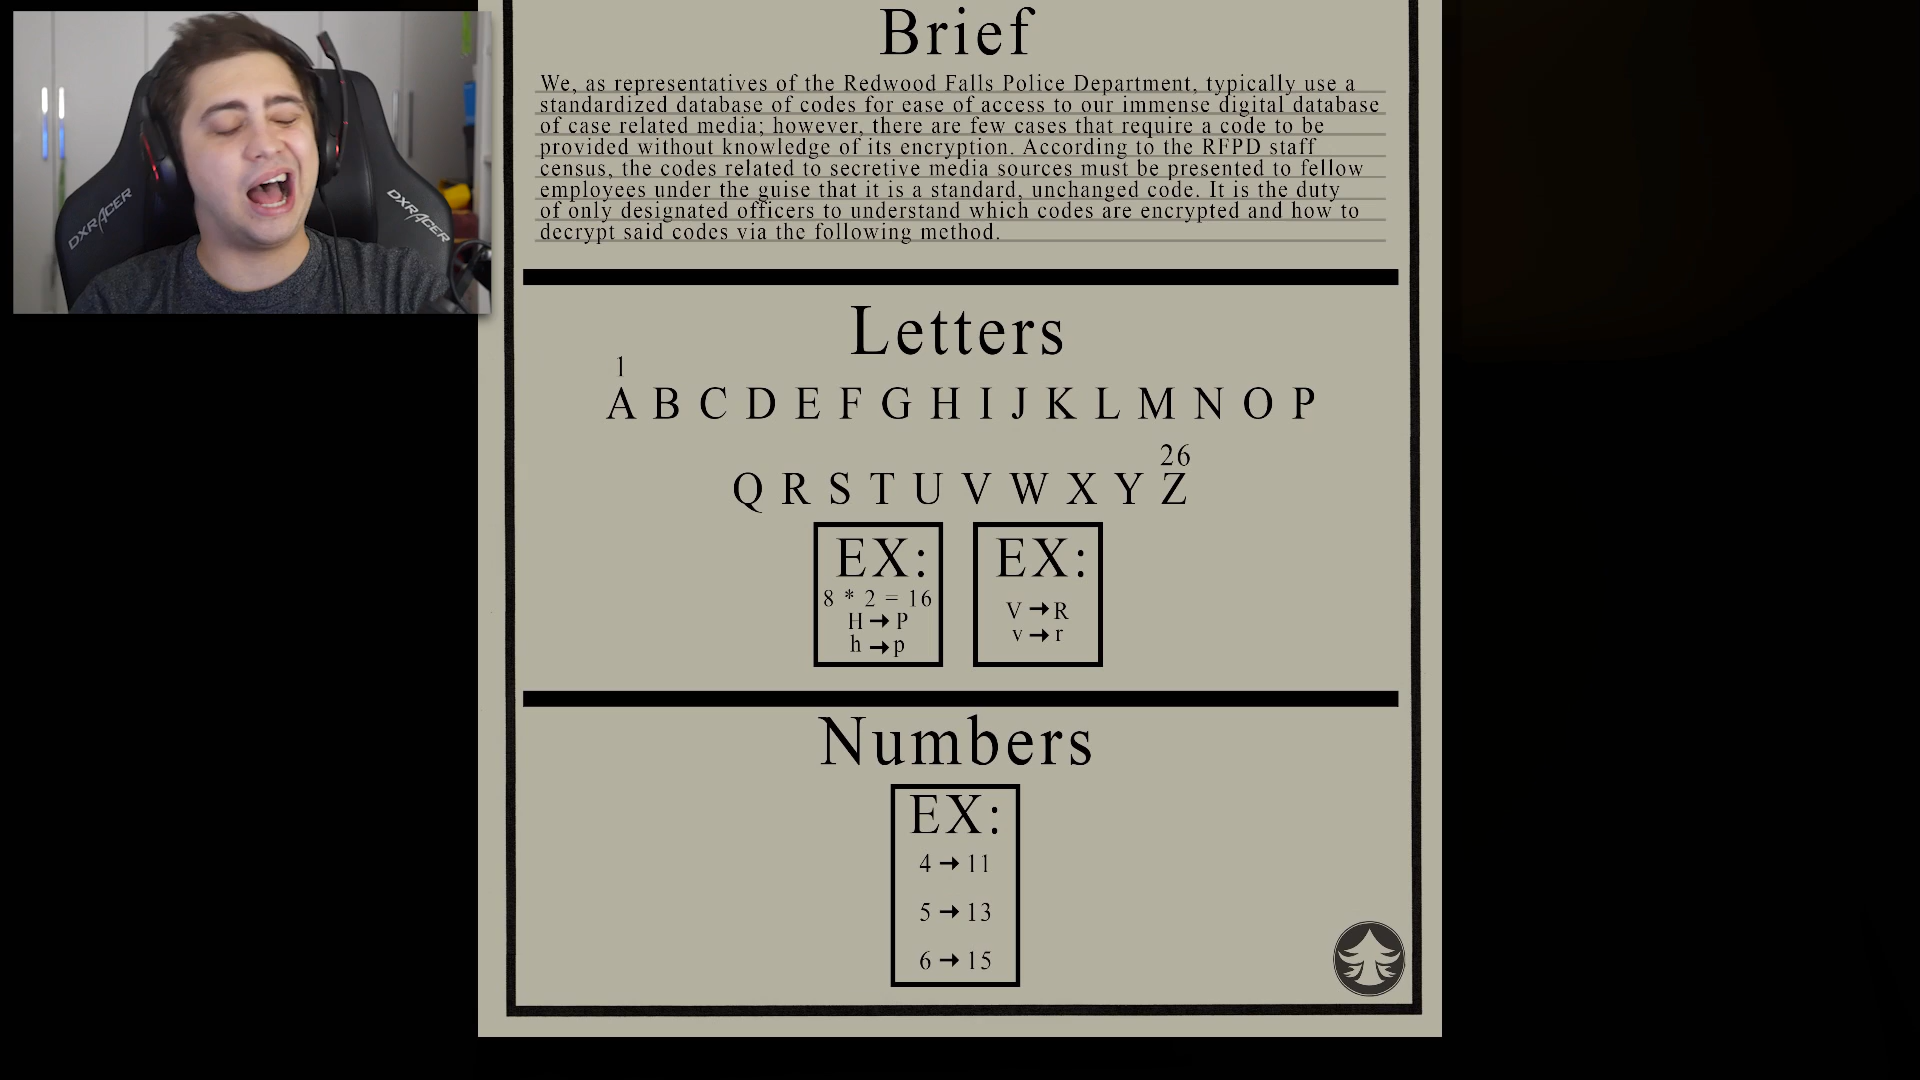 Brief
We, as representatives of the Redwood Falls Police Department, typically use a
standardized database of codes for ease of access to our immense digital database
of case related media; however, there are few cases that require a code to be
provided without knowledge of its encryption. According to the RFPD staff
census, the codes related to secretive media sources must be presented to fellow
employees under the guise that it is a standard, unchanged code. It is the duty
of only designated officers to understand which codes are encrypted and how to
decrypt said codes via the following method.
DXRACER
DXRACER
Letters
1
A B C D E F G H I J K L M N O P
26
Q R S T U V W X Y Z
EX:
8 * 2 = 16
H → P
h → p
EX:
V → R
v → r
Numbers
EX:
4 → 11
5 → 13
6 → 15